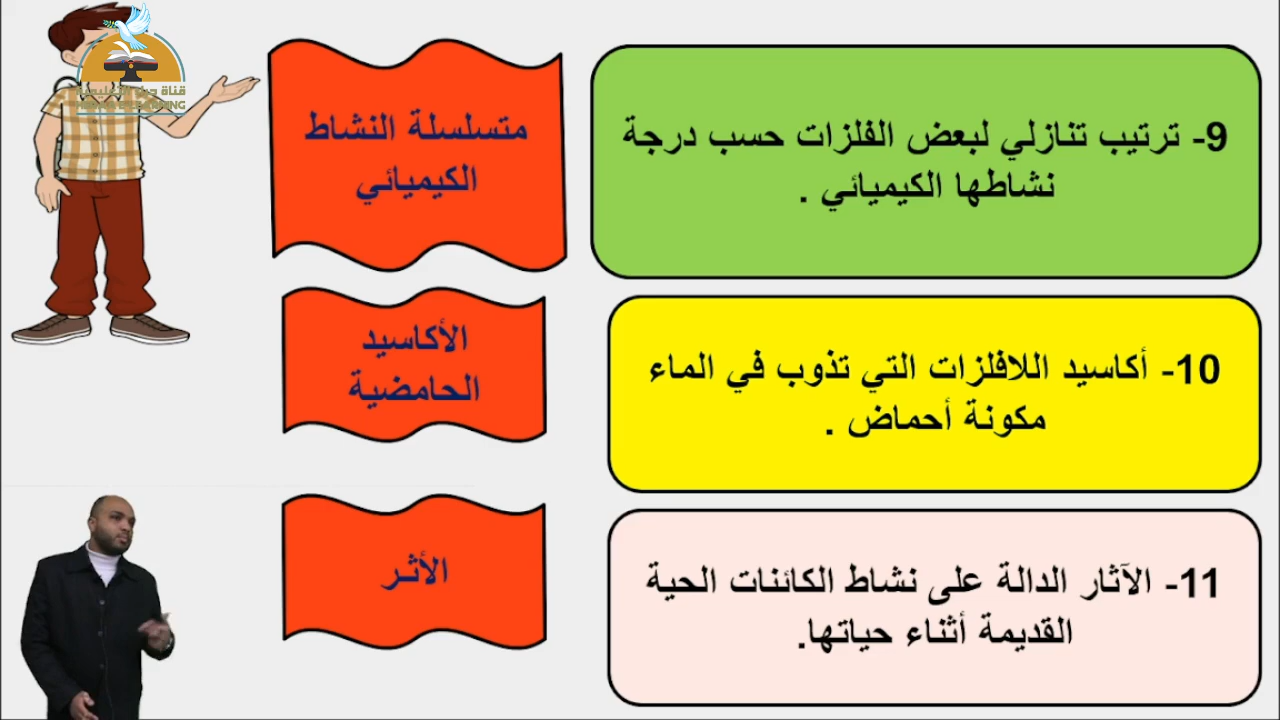 9- ترتيب تنازلي لبعض الفلزات حسب درجة
نشاطها الكيميائي .
متسلسلة النشاط
الكيميائي
10- أكاسيد اللافلزات التي تذوب في الماء
مكونة أحماض .
الأكاسيد
الحامضية
11- الآثار الدالة على نشاط الكائنات الحية
القديمة أثناء حياتها.
الأثـر